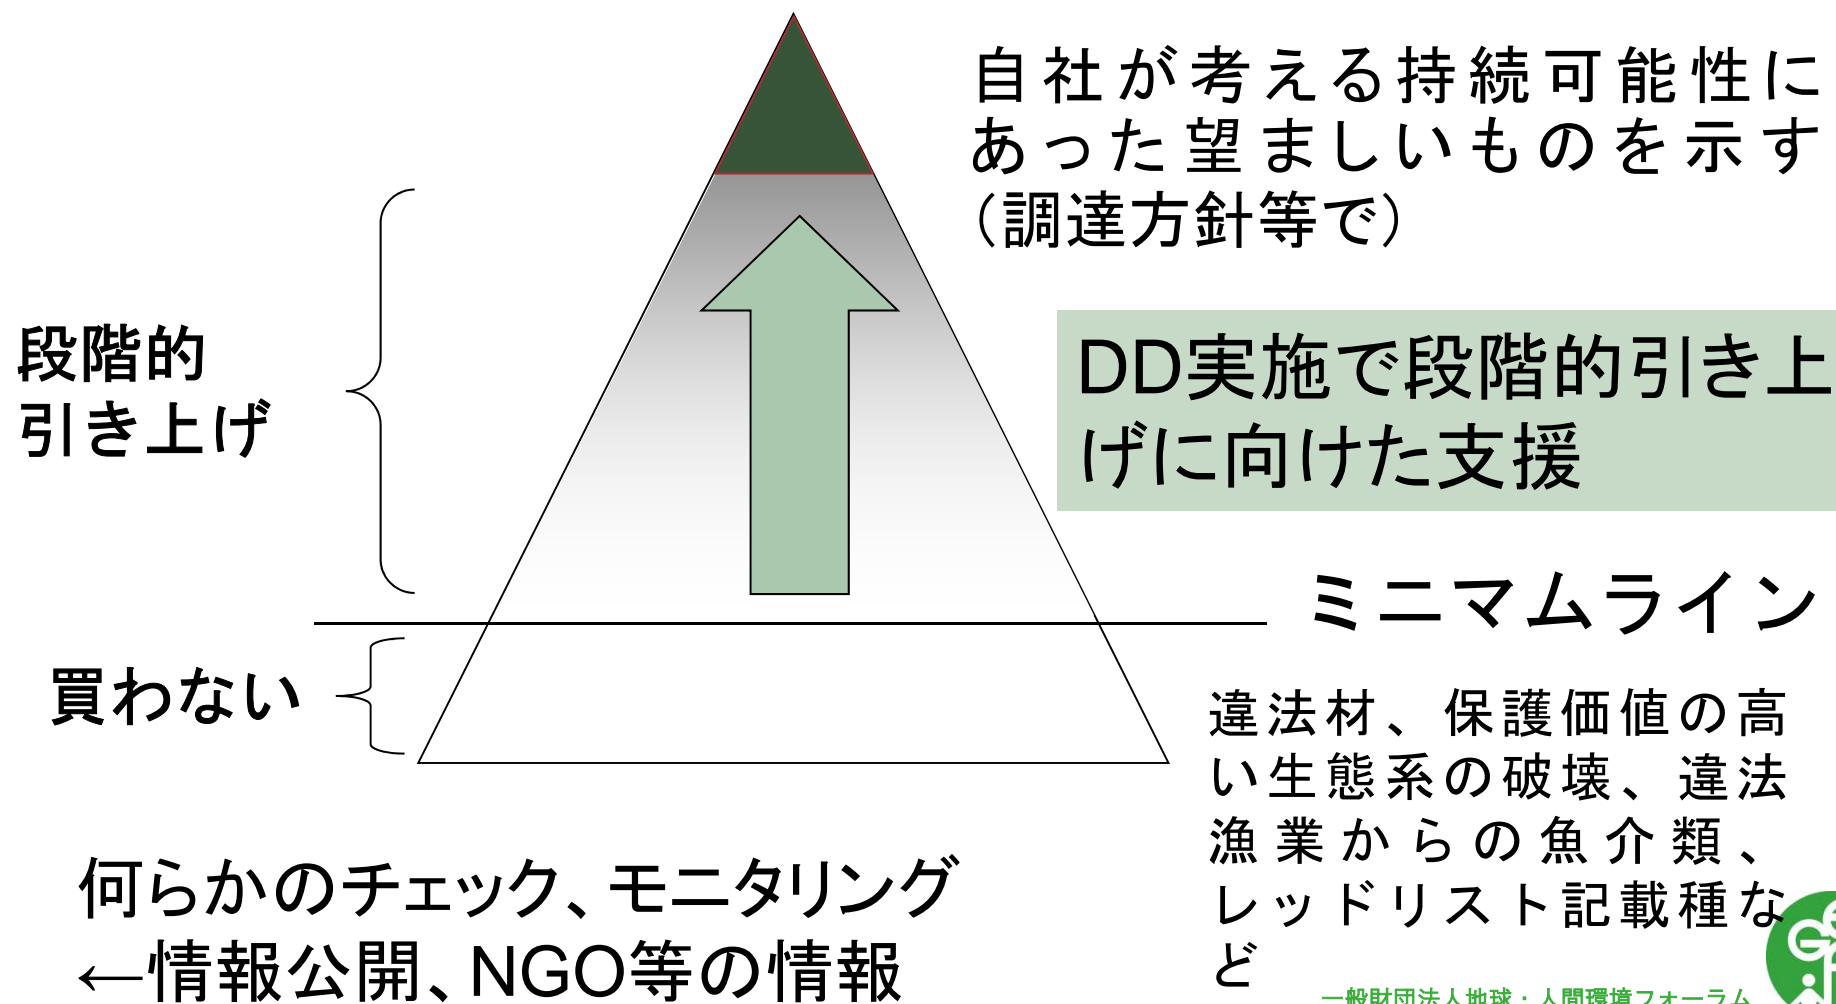 自社が考える持続可能性に
あった望ましいものを示す
（調達方針等で）
段階的
引き上げ
DD実施で段階的引き上
げに向けた支援
ミニマムライン
買わない
違法材、保護価値の高
い生態系の破壊、違法
漁業からの魚介類、
レッドリスト記載種な
ど
何らかのチェック、モニタリング
←情報公開、NGO等の情報
一般財団法人地球・人間環境フォーラム